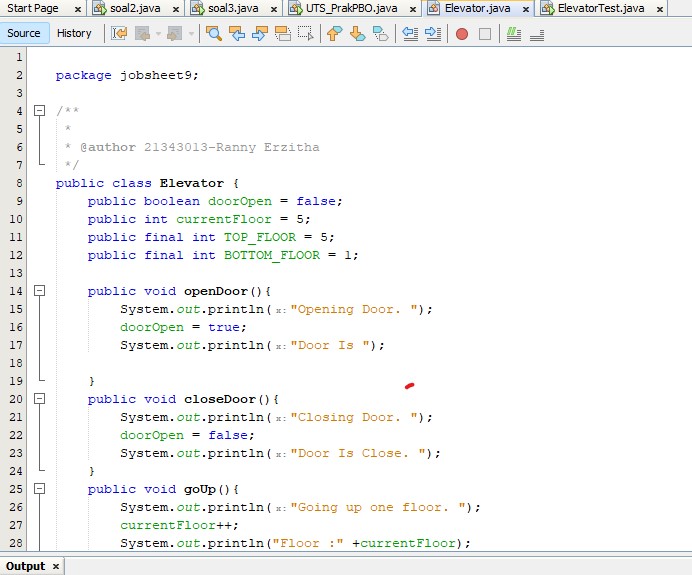 Start Page x soal2.java x soal3.java x UTS_PrakPBO.java x Elevator.java x ElevatorTest.java x
Source History
1
2 package jobsheet9;
3
4 /**
5 *
6 * @author 21343013-Ranny Erzitha
7 */
8 public class Elevator {
9 public boolean doorOpen = false;
10 public int currentFloor = 5;
11 public final int TOP_FLOOR = 5;
12 public final int BOTTOM_FLOOR = 1;
13
14 public void openDoor(){
15 System.out.println(x: "Opening Door. ");
16 doorOpen = true;
17 System.out.println(x: "Door Is ");
18
19 }
20 public void closeDoor(){
21 System.out.println(x: "Closing Door. ");
22 doorOpen = false;
23 System.out.println(x: "Door Is Close. ");
24 }
25 public void goUp(){
26 System.out.println(x: "Going up one floor. ");
27 currentFloor++;
28 System.out.println("Floor :" +currentFloor);
Output x